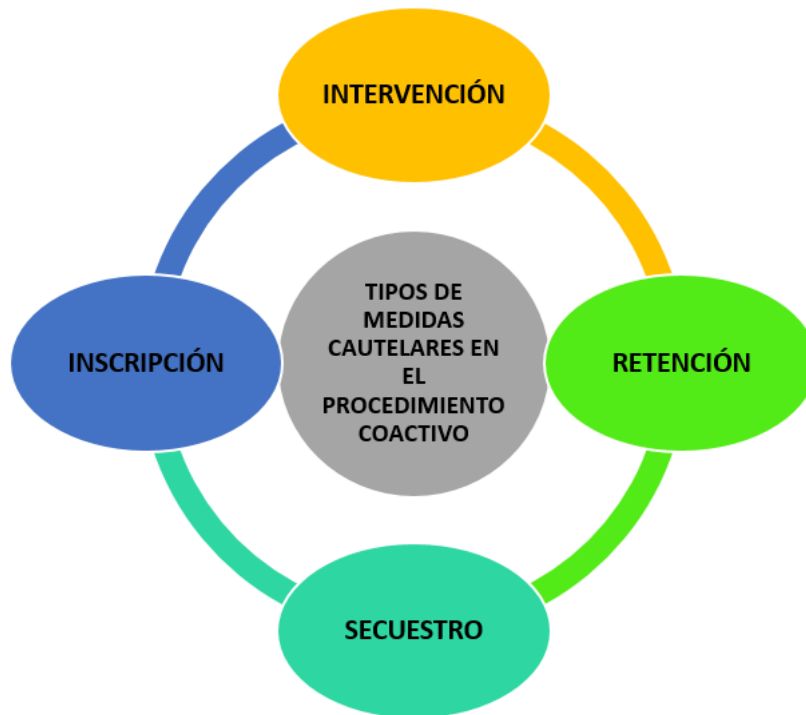 INTERVENCIÓN
TIPOS DE
MEDIDAS
CAUTELARES EN
EL
PROCEDIMIENTO
COACTIVO
INSCRIPCIÓN
RETENCIÓN
SECUESTRO